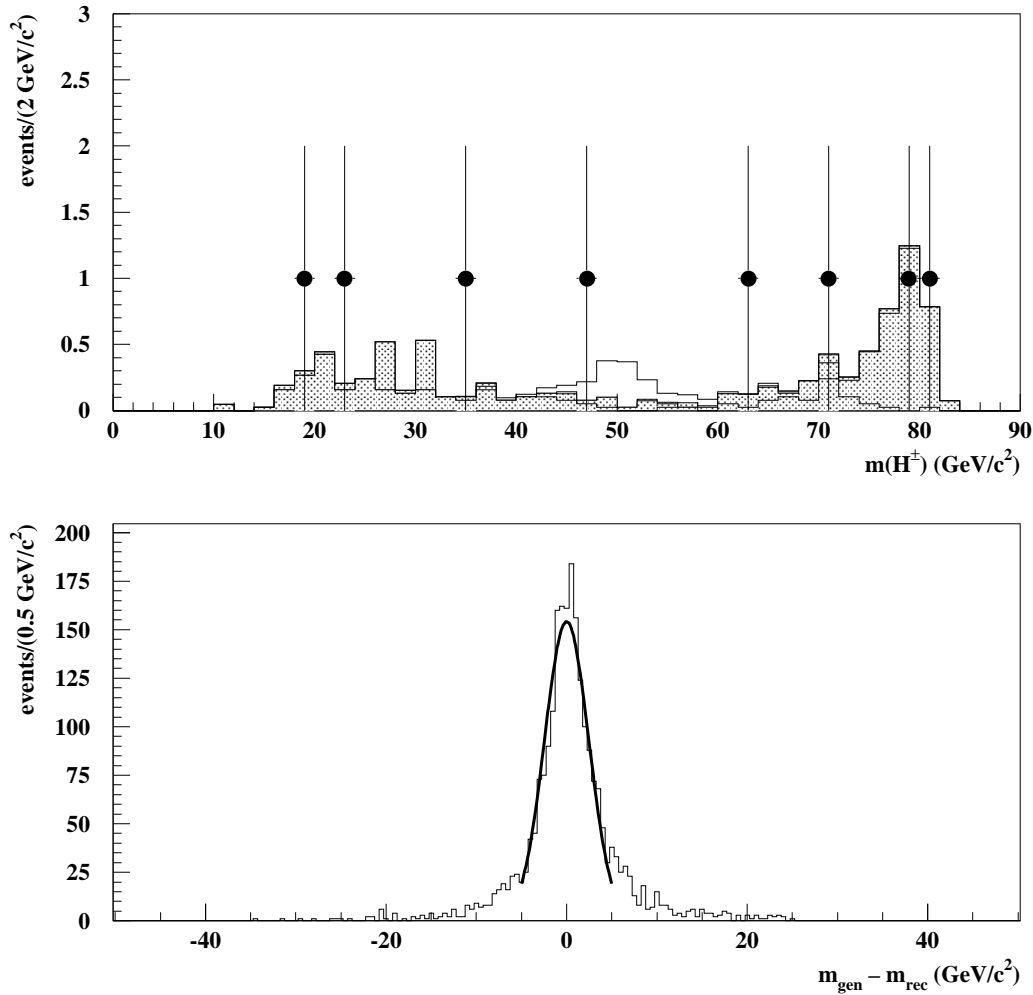 events/(2 GeV/c²)
3
2.5
2
1.5
1
0.5
0
0 10 20 30 40 50 60 70 80 90
m(H±) (GeV/c²)
events/(0.5 GeV/c²)
200
175
150
125
100
75
50
25
0
-40 -20 0 20 40
m_gen – m_rec (GeV/c²)